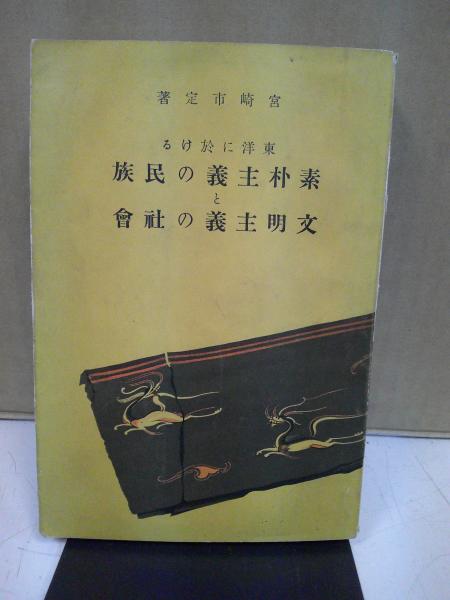 宮崎市定著
東洋に於ける
素朴主義の民族
と
文明主義の社會